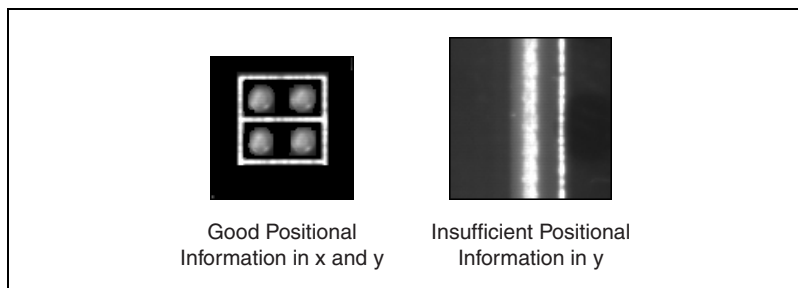 Good Positional
Information in x and y
Insufficient Positional
Information in y